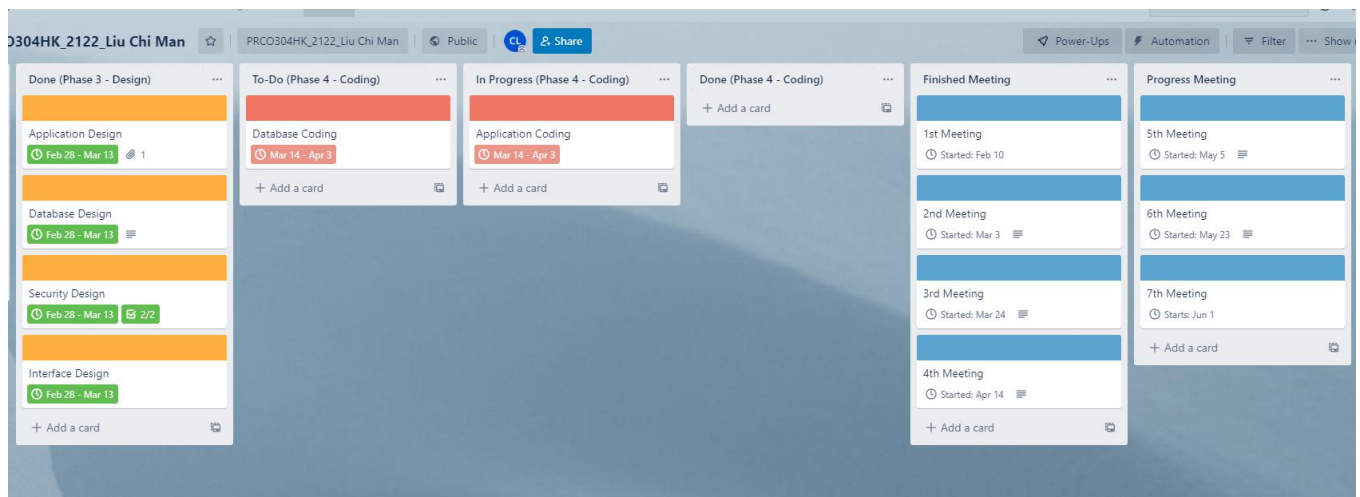 O304HK_2122_Liu Chi Man
PRCO304HK_2122_Liu Chi Man
Public
CL
Share
Power-Ups
Automation
Filter
Show
Done (Phase 3 - Design)
Application Design
Feb 28 - Mar 13
1
Database Design
Feb 28 - Mar 13
Security Design
Feb 28 - Mar 13
2/2
Interface Design
Feb 28 - Mar 13
+ Add a card
To-Do (Phase 4 - Coding)
Database Coding
Mar 14 - Apr 3
+ Add a card
In Progress (Phase 4 - Coding)
Application Coding
Mar 14 - Apr 3
+ Add a card
Done (Phase 4 - Coding)
+ Add a card
Finished Meeting
1st Meeting
Started: Feb 10
2nd Meeting
Started: Mar 3
3rd Meeting
Started: Mar 24
4th Meeting
Started: Apr 14
+ Add a card
Progress Meeting
5th Meeting
Started: May 5
6th Meeting
Started: May 23
7th Meeting
Starts: Jun 1
+ Add a card